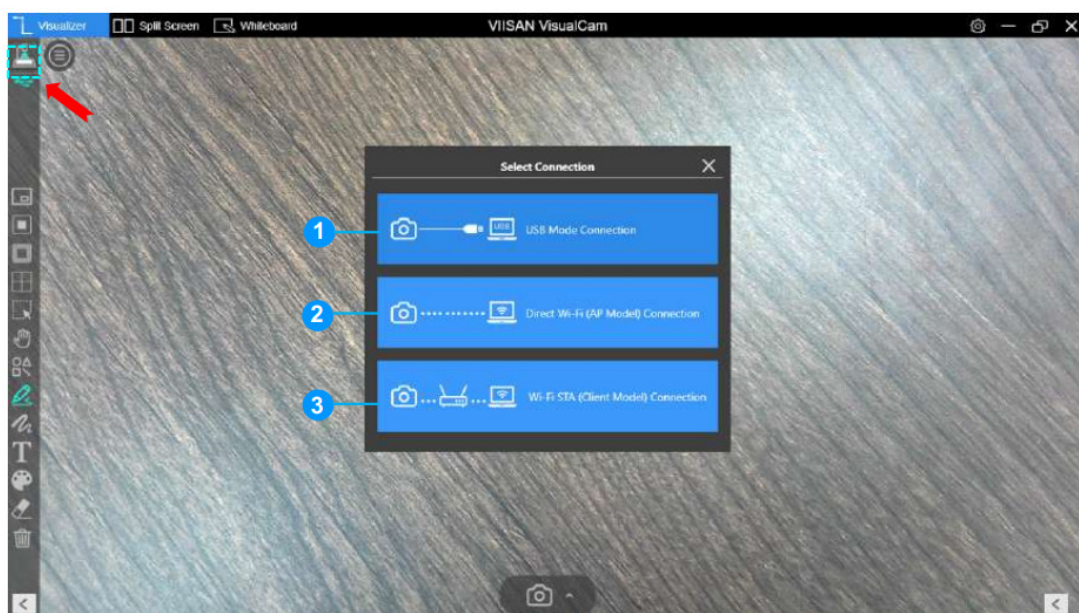 Visualizer Split Screen Whiteboard VIISAN VisualCam
Select Connection
1 USB USB Mode Connection
2 Direct Wi-Fi (AP Model) Connection
3 Wi-Fi STA (Client Model) Connection
T